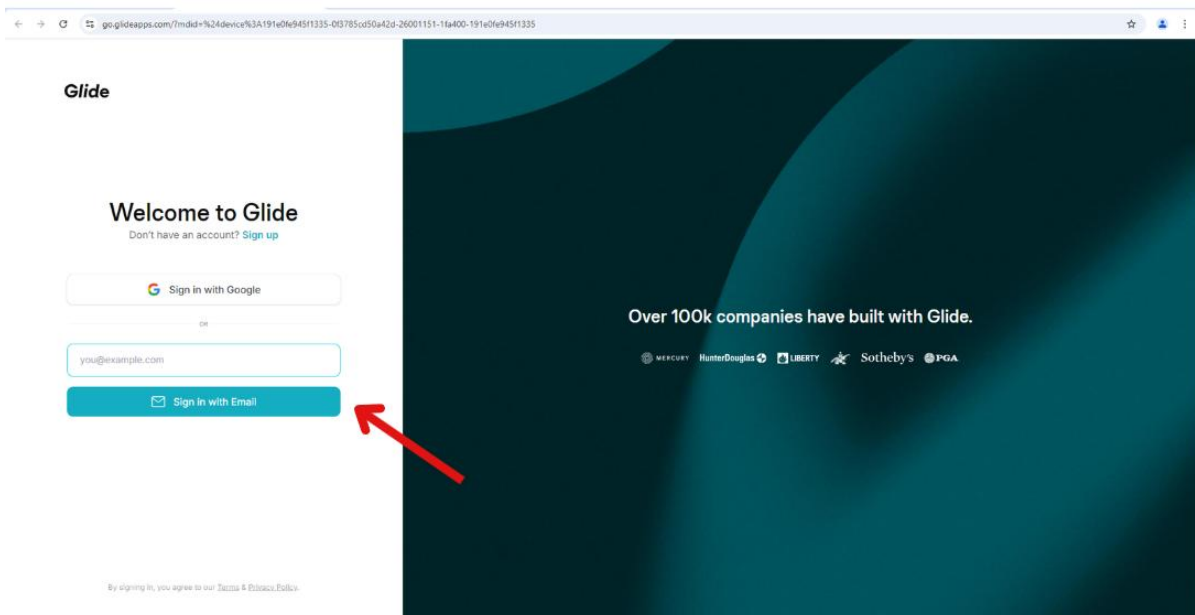 go.glideapps.com/?mdid=%24device%3A191e0fe945f1335-0f3785cd50a42d-26001151-1fa400-191e0fe945f1335
Glide
Welcome to Glide
Don't have an account? Sign up
Sign in with Google
OR
you@example.com
Sign in with Email
By signing in, you agree to our Terms & Privacy Policy.
Over 100k companies have built with Glide.
MERCURY HunterDouglas LIBERTY Sotheby's PGA